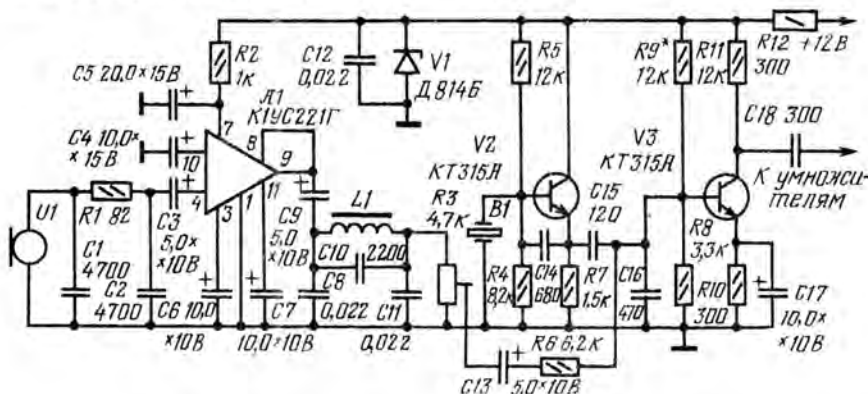 R2
1к
C5 20,0×15В
C12
0,022
V1
Д814Б
R5
12к
R9*
12к
R11
12к
R12 +12В
300
C18 300
А1
К1УС221Г
C4 10,0×
×15В
7
8
9
10
4
3
1
11
V2
КТ315А
V3
КТ315А
К умножи-
телям
U1
R1 82
C3
5,0×
×10В
C9
5,0
×10В
L1
C10 2200
R3
4,7к
В1
C15
120
R8
3,3к
C1
4700
C2
4700
C6 10,0
×10В
C7
10,0×10В
C8
0,022
C11
0,022
R4
8,2к
C14
680
R7
1,5к
C16
470
R10
300
C17
10,0×
×10В
R6 6,2к
C13 5,0×10В